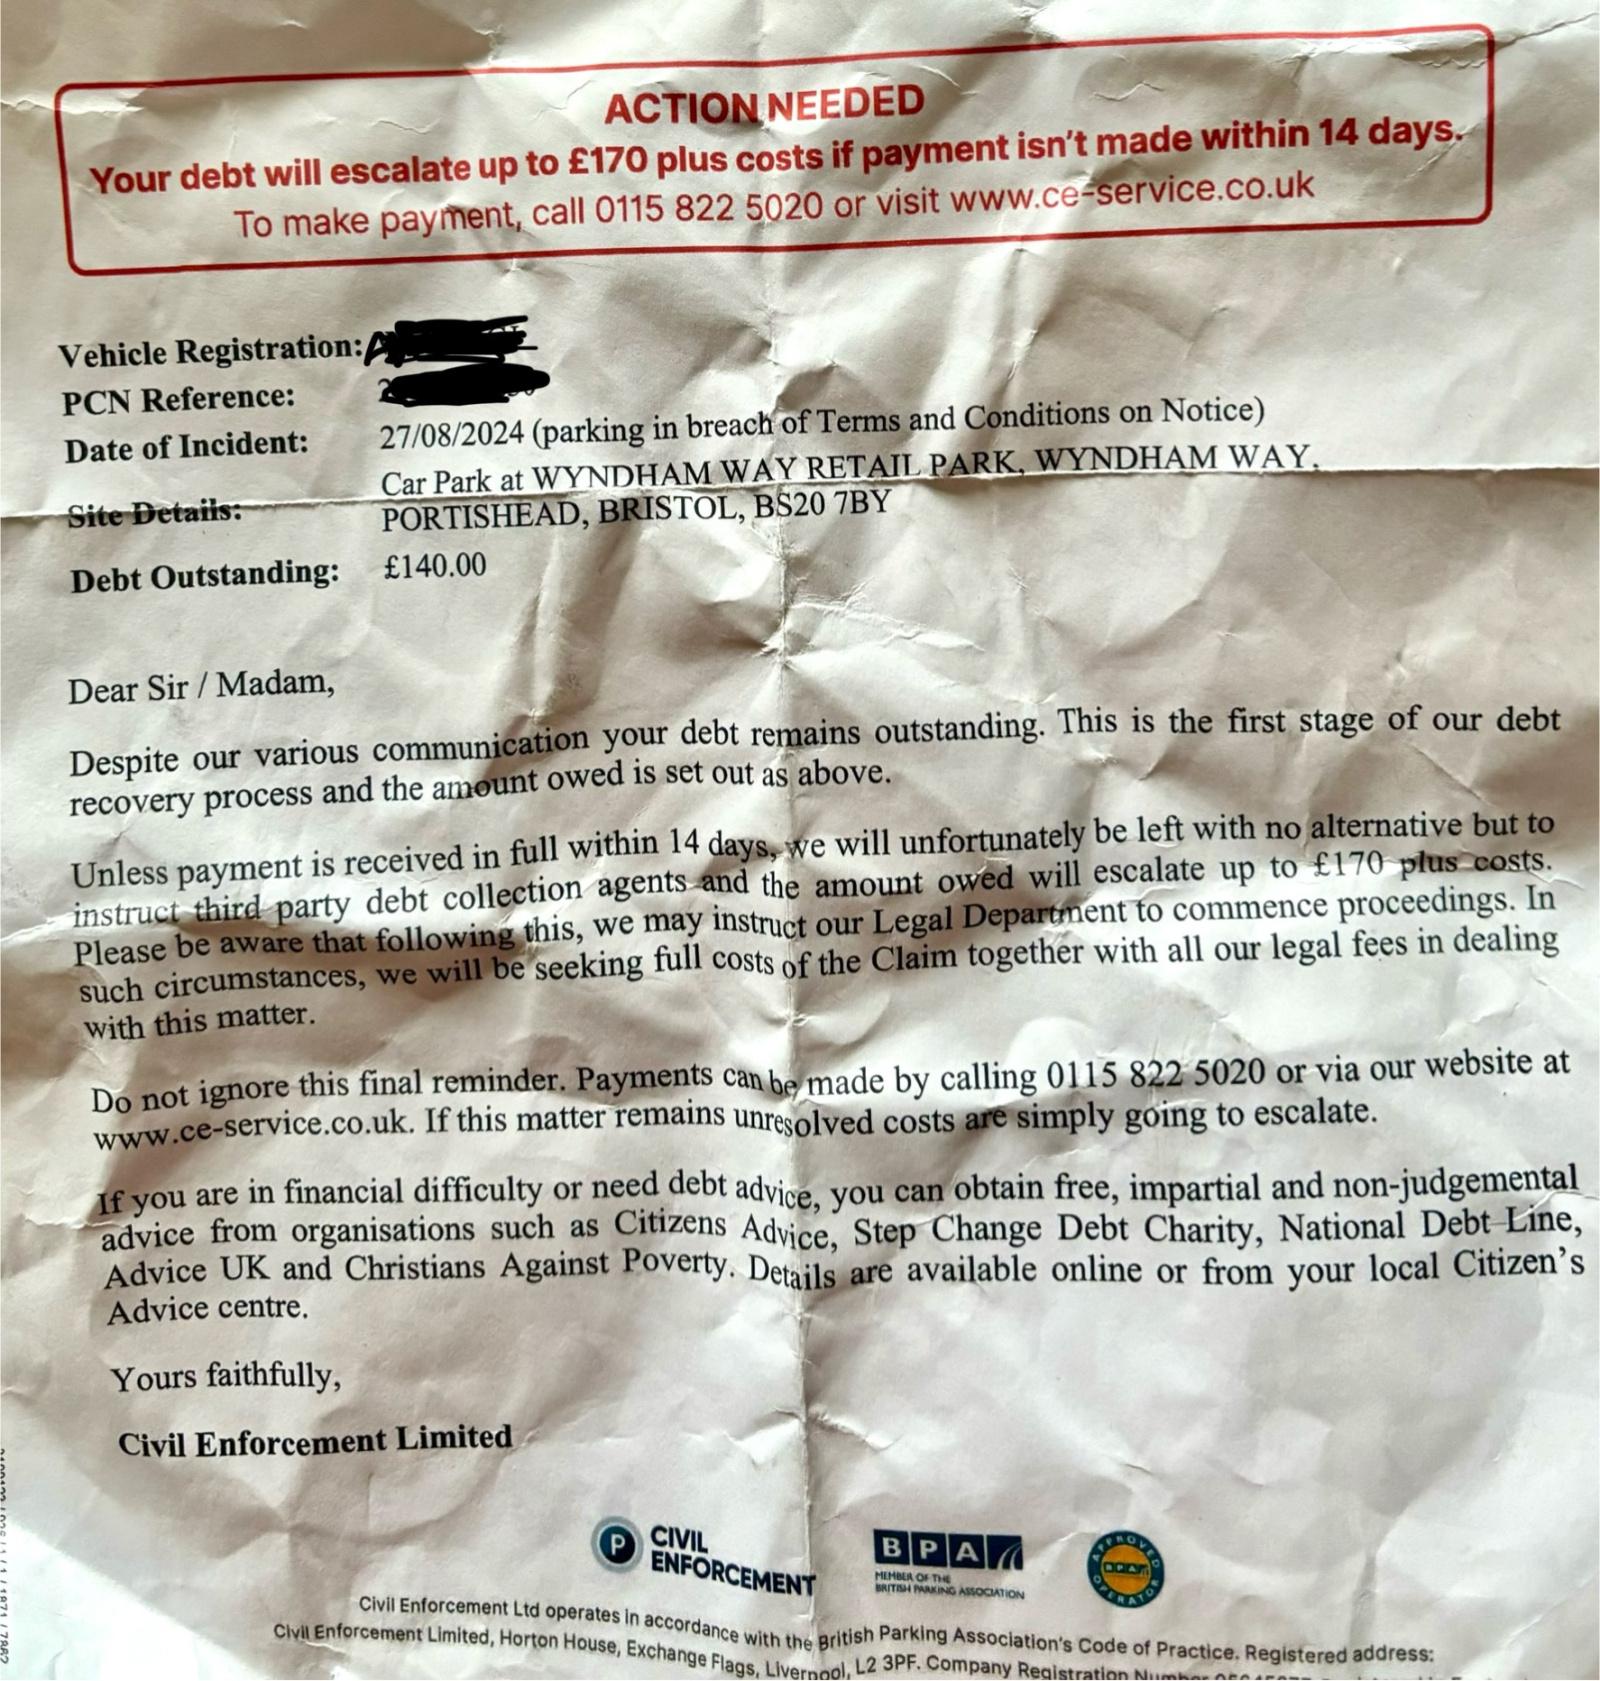 ACTION NEEDED
Your debt will escalate up to £170 plus costs if payment isn't made within 14 days.
To make payment, call 0115 822 5020 or visit www.ce-service.co.uk
Vehicle Registration:
PCN Reference:
Date of Incident: 27/08/2024 (parking in breach of Terms and Conditions on Notice)
Car Park at WYNDHAM WAY RETAIL PARK, WYNDHAM WAY,
Site Details: PORTISHEAD, BRISTOL, BS20 7BY
Debt Outstanding: £140.00
Dear Sir / Madam,
Despite our various communication your debt remains outstanding. This is the first stage of our debt
recovery process and the amount owed is set out as above.
Unless payment is received in full within 14 days, we will unfortunately be left with no alternative but to
instruct third party debt collection agents and the amount owed will escalate up to £170 plus costs.
Please be aware that following this, we may instruct our Legal Department to commence proceedings. In
such circumstances, we will be seeking full costs of the Claim together with all our legal fees in dealing
with this matter.
Do not ignore this final reminder. Payments can be made by calling 0115 822 5020 or via our website at
www.ce-service.co.uk. If this matter remains unresolved costs are simply going to escalate.
If you are in financial difficulty or need debt advice, you can obtain free, impartial and non-judgemental
advice from organisations such as Citizens Advice, Step Change Debt Charity, National Debt Line,
Advice UK and Christians Against Poverty. Details are available online or from your local Citizen's
Advice centre.
Yours faithfully,
Civil Enforcement Limited
P CIVIL
ENFORCEMENT
BPA
MEMBER OF THE
BRITISH PARKING ASSOCIATION
APPROVED
BPA
OPERATOR
Civil Enforcement Ltd operates in accordance with the British Parking Association's Code of Practice. Registered address:
Civil Enforcement Limited, Horton House, Exchange Flags, Liverpool, L2 3PF. Company Registration Number